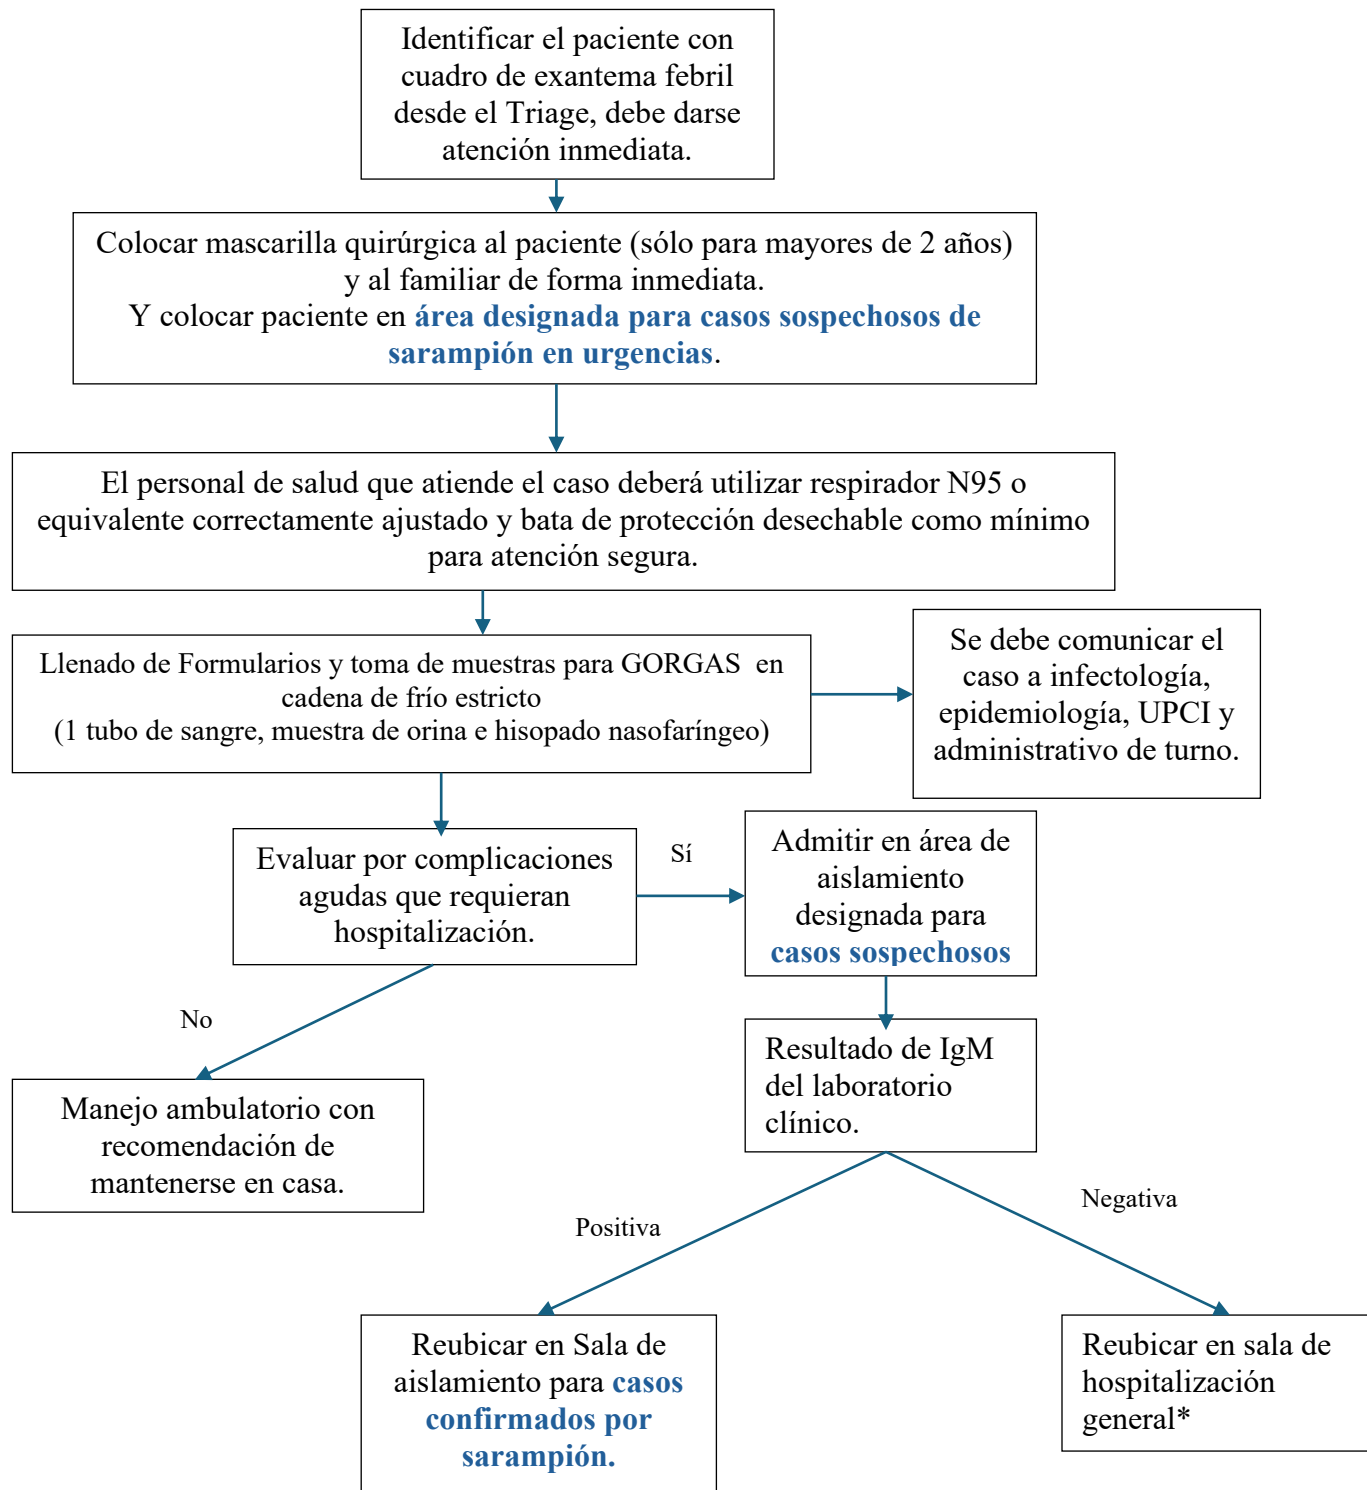 Identificar el paciente con
cuadro de exantema febril
desde el Triage, debe darse
atención inmediata.
Colocar mascarilla quirúrgica al paciente (sólo para mayores de 2 años)
y al familiar de forma inmediata.
Y colocar paciente en área designada para casos sospechosos de
sarampión en urgencias.
El personal de salud que atiende el caso deberá utilizar respirador N95 o
equivalente correctamente ajustado y bata de protección desechable como mínimo
para atención segura.
Llenado de Formularios y toma de muestras para GORGAS en
cadena de frío estricto
(1 tubo de sangre, muestra de orina e hisopado nasofaríngeo)
Se debe comunicar el
caso a infectología,
epidemiología, UPCI y
administrativo de turno.
Evaluar por complicaciones
agudas que requieran
hospitalización.
Sí
Admitir en área de
aislamiento
designada para
casos sospechosos
No
Manejo ambulatorio con
recomendación de
mantenerse en casa.
Resultado de IgM
del laboratorio
clínico.
Positiva
Negativa
Reubicar en Sala de
aislamiento para casos
confirmados por
sarampión.
Reubicar en sala de
hospitalización
general*